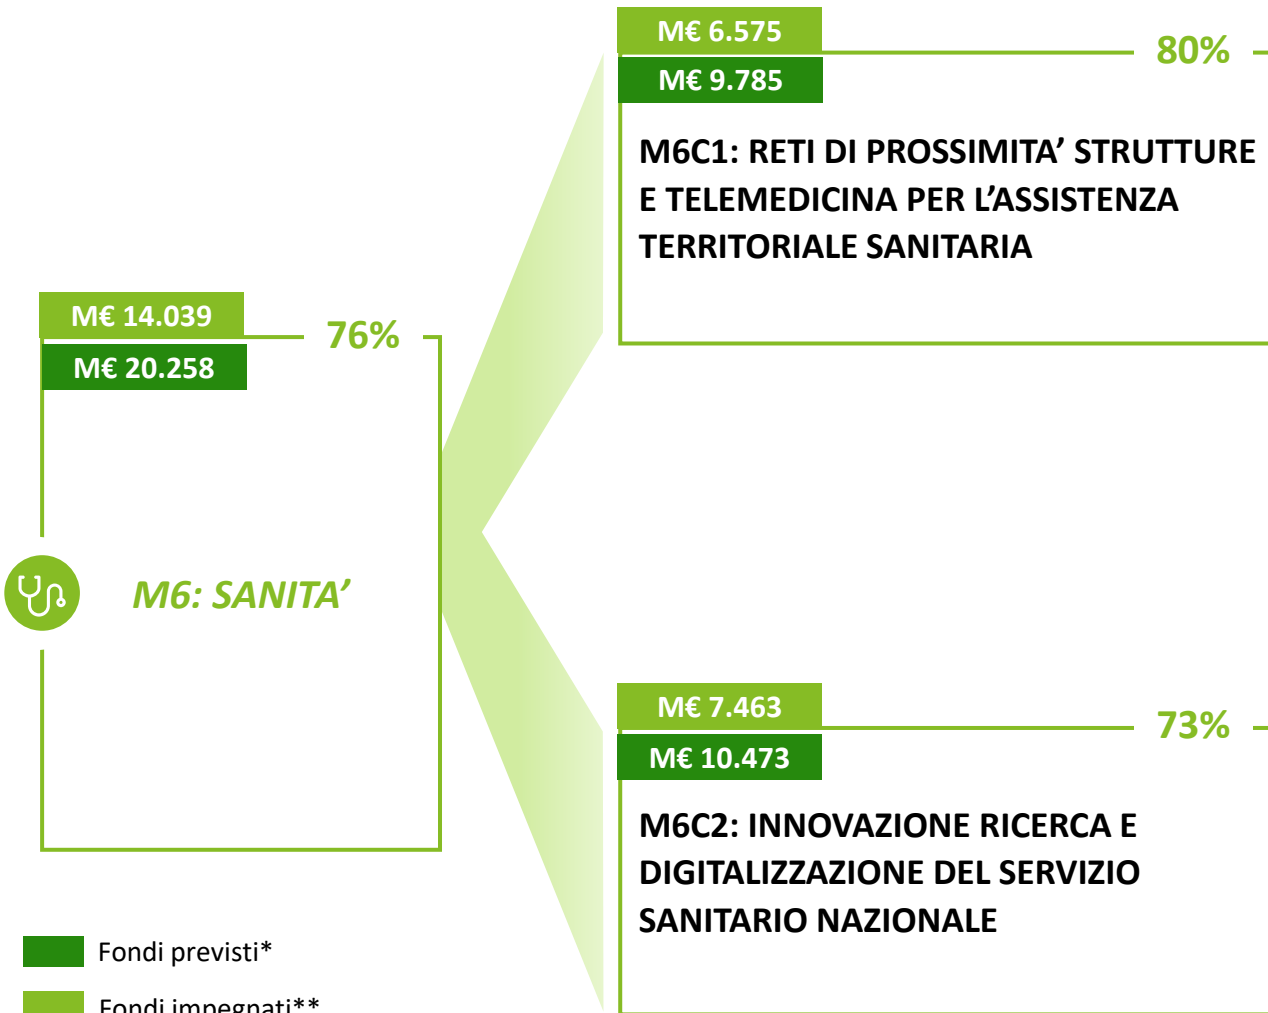 M€ 14.039
76%
M€ 20.258
M6: SANITA’
M€ 6.575
80%
M€ 9.785
M6C1: RETI DI PROSSIMITA’ STRUTTURE
E TELEMEDICINA PER L’ASSISTENZA
TERRITORIALE SANITARIA
M€ 7.463
73%
M€ 10.473
M6C2: INNOVAZIONE RICERCA E
DIGITALIZZAZIONE DEL SERVIZIO
SANITARIO NAZIONALE
Fondi previsti*
Fondi impegnati**